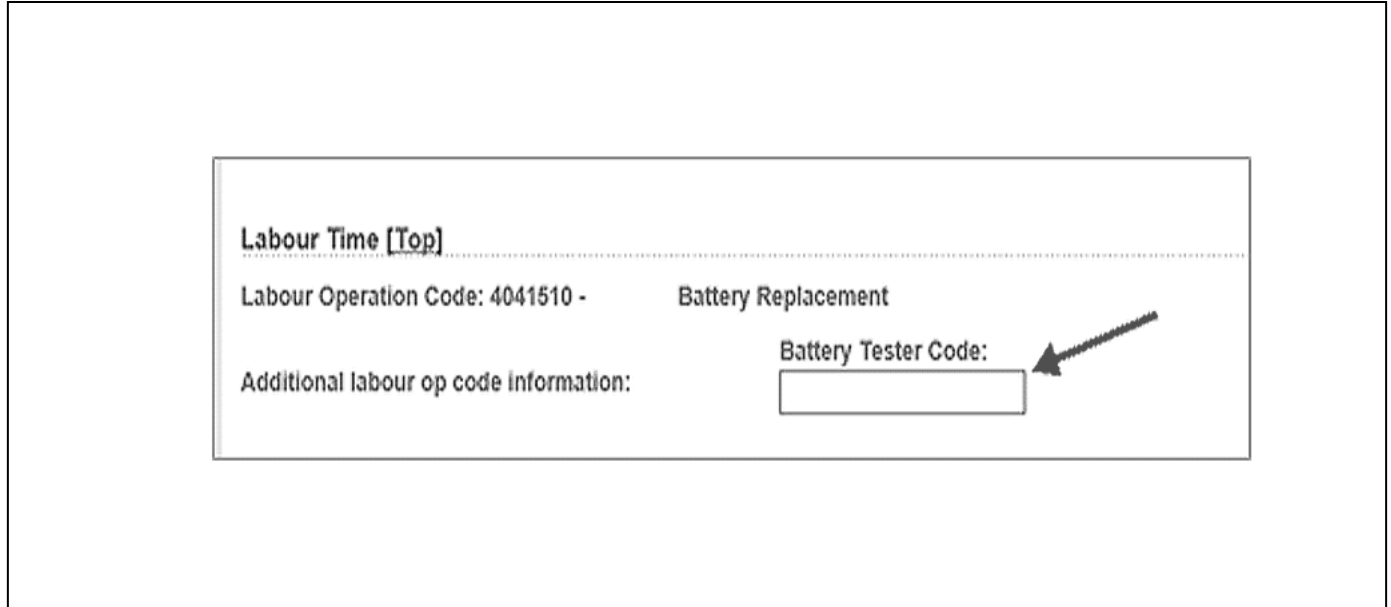 Labour Time [Top]
Labour Operation Code: 4041510 - Battery Replacement
Battery Tester Code:
Additional labour op code information: